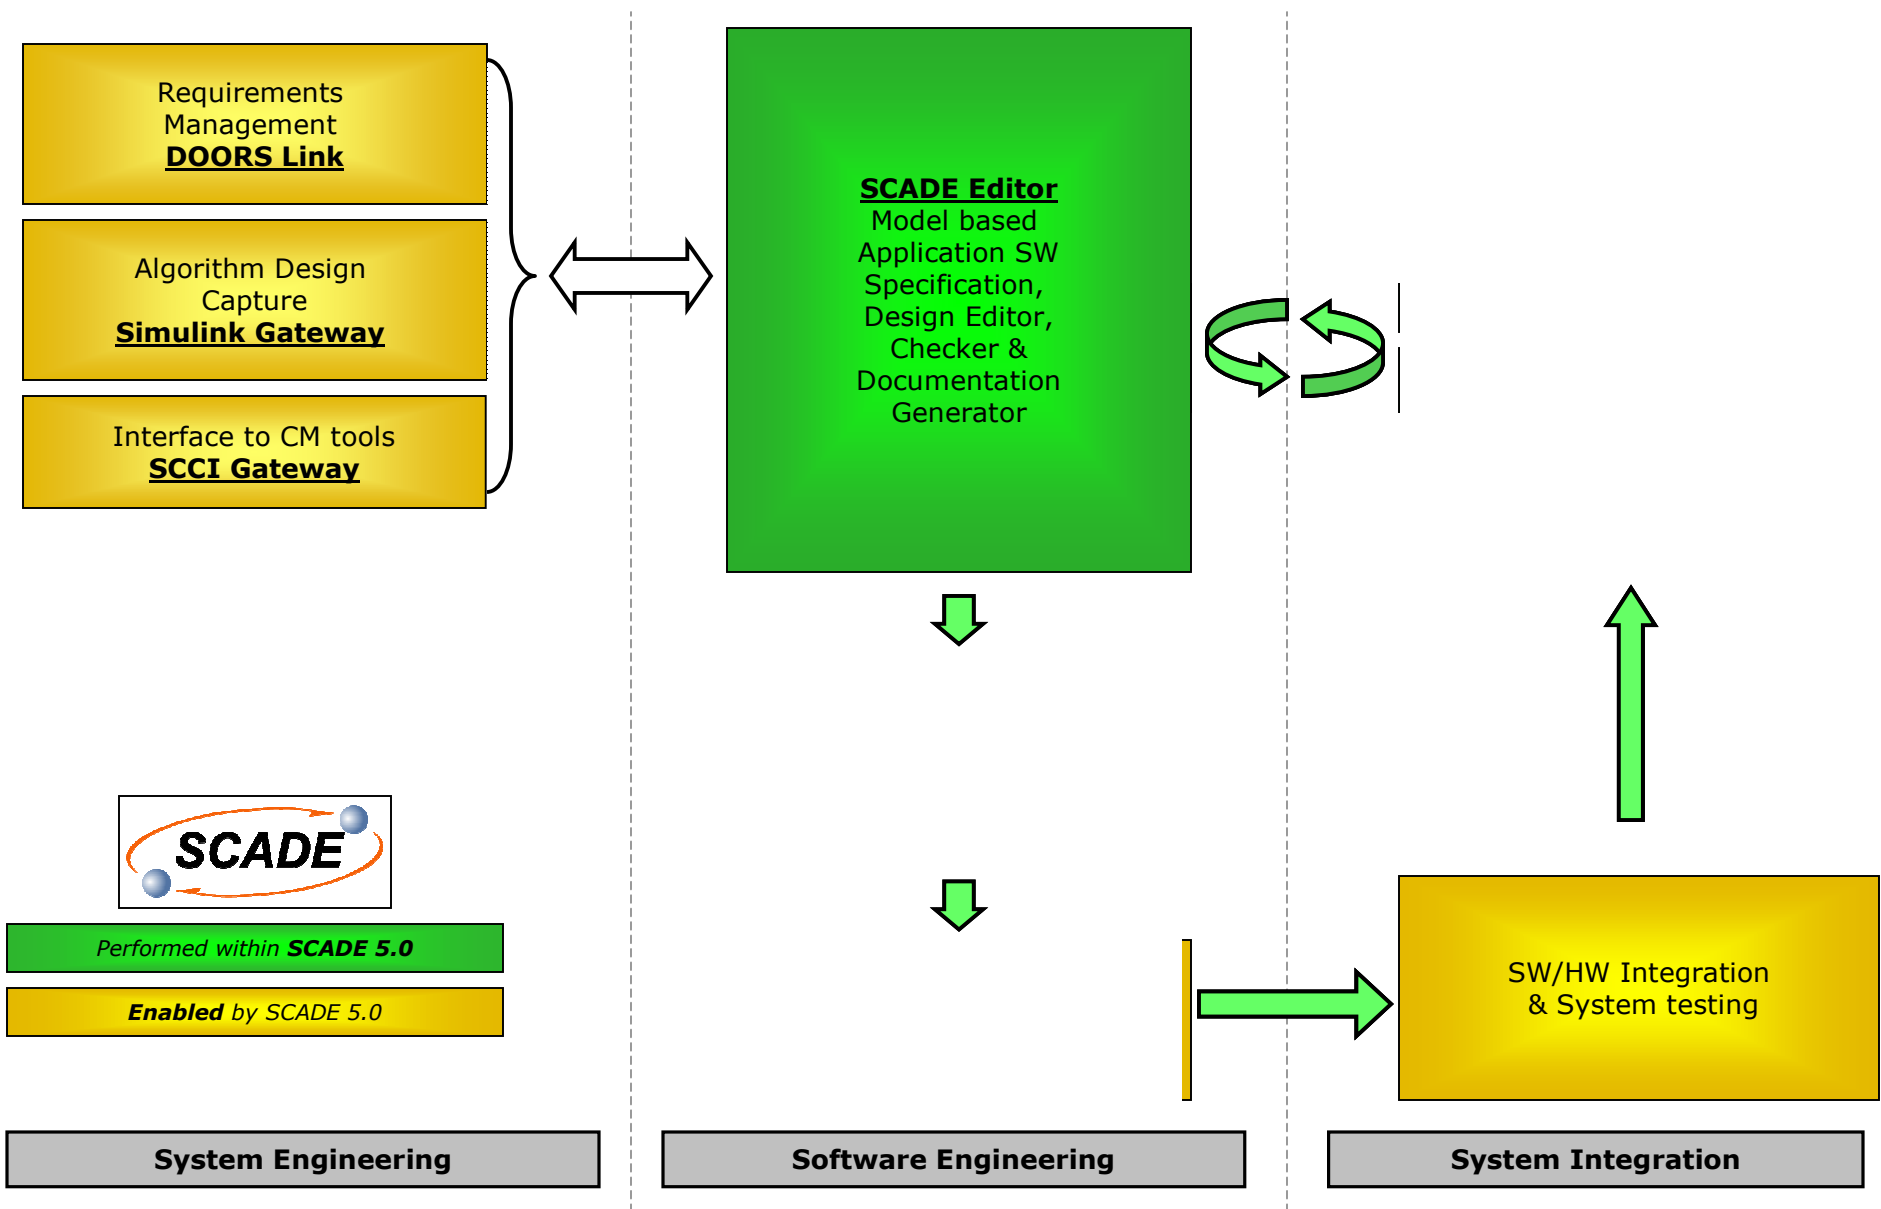 Requirements
Management
DOORS Link
Algorithm Design
Capture
Simulink Gateway
Interface to CM tools
SCCI Gateway
SCADE Editor
Model based
Application SW
Specification,
Design Editor,
Checker &
Documentation
Generator
SCADE
Performed within SCADE 5.0
Enabled by SCADE 5.0
SW/HW Integration
& System testing
System Engineering
Software Engineering
System Integration